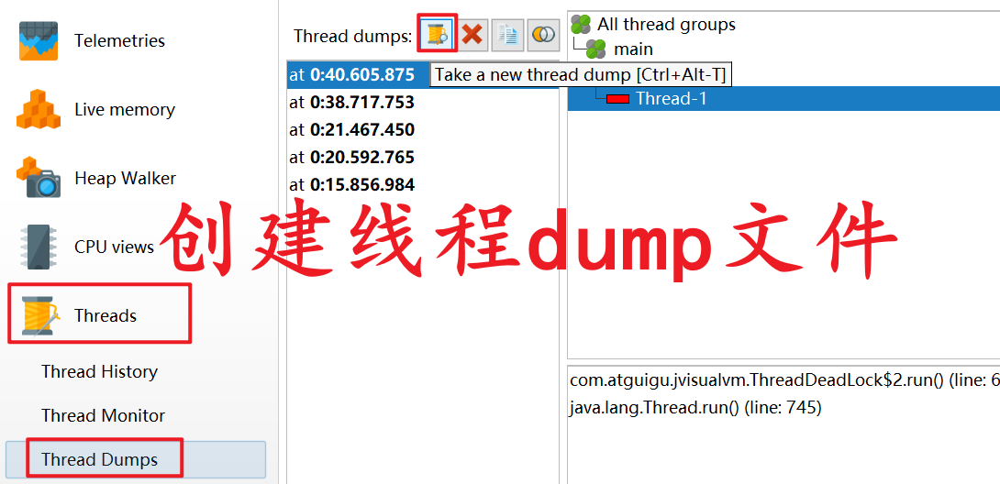 Telemetries
Live memory
Heap Walker
CPU views
Threads
Thread History
Thread Monitor
Thread Dumps
Thread dumps:
Take a new thread dump [Ctrl+Alt-T]
at 0:40.605.875
at 0:38.717.753
at 0:21.467.450
at 0:20.592.765
at 0:15.856.984
All thread groups
main
Thread-1
创建线程dump文件
com.atguigu.jvisualvm.ThreadDeadLock$2.run() (line: 6
java.lang.Thread.run() (line: 745)